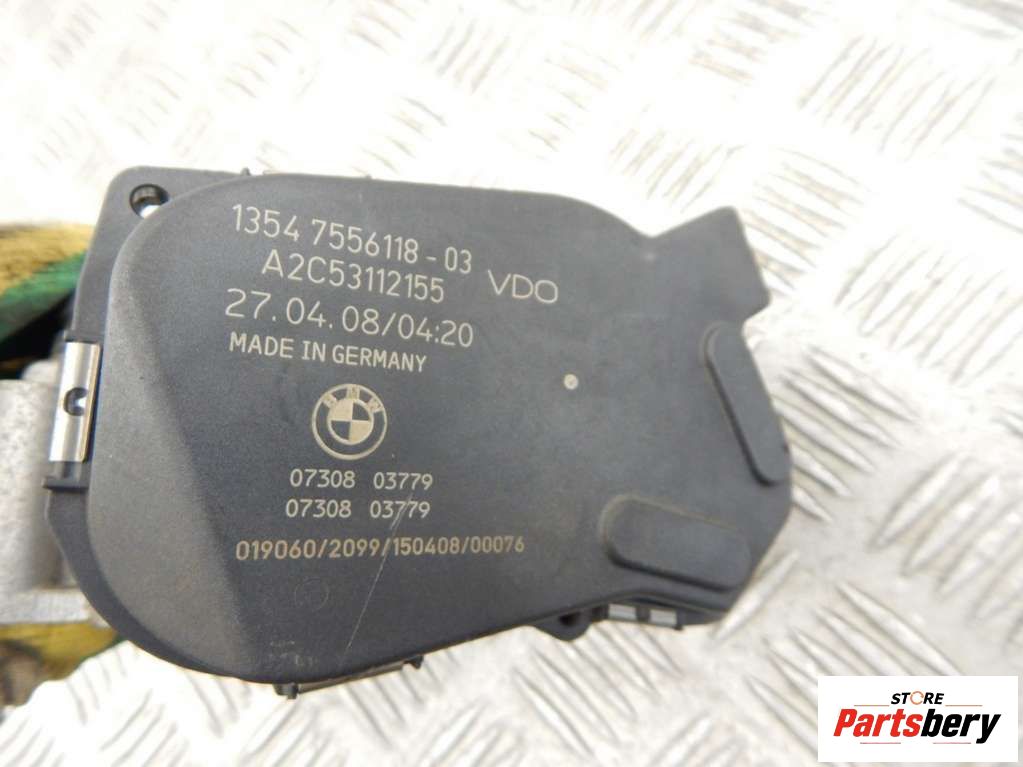 1354 7556118-03
A2C53112155 VDO
27.04.08/04:20
MADE IN GERMANY
BMW
07308 03779
07308 03779
019060/2099/150408/00076
STORE
Partsbery